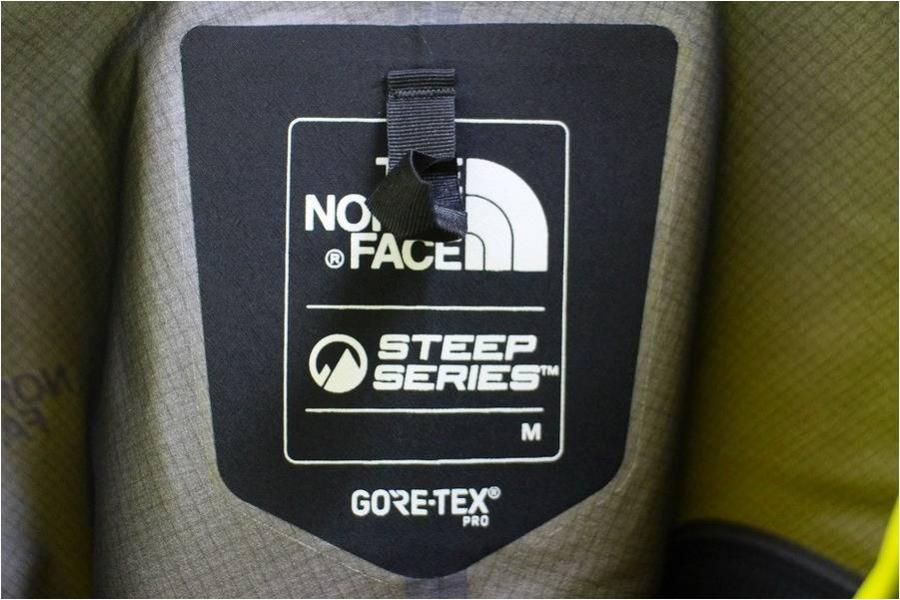 NO
® FACE
STEEP
SERIES™
M
GORE-TEX®
PRO